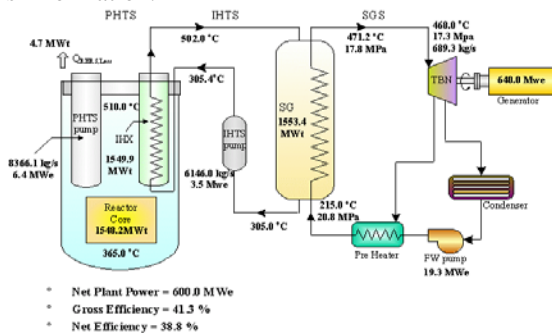 PHTS IHTS SGS
4.7 MWt
502.0 °C
471.2 °C
17.8 MPa
468.0 °C
17.3 Mpa
689.3 kg/s
305.4°C
TBN
640.0 Mwe
Generator
510.0 °C
PHTS
pump
IHX
1549.9
MWt
IHTS
pump
SG
1553.4
MWt
8366.1 kg/s
6.4 MWe
6146.0 kg/s
3.5 Mwe
Reactor
Core
1548.2MWt
365.0 °C
305.0 °C
215.0 °C
20.8 MPa
Pre Heater
Condenser
FW pump
19.3 MWe
* Net Plant Power = 600.0 MWe
* Gross Efficiency = 41.3 %
* Net Efficiency = 38.8 %